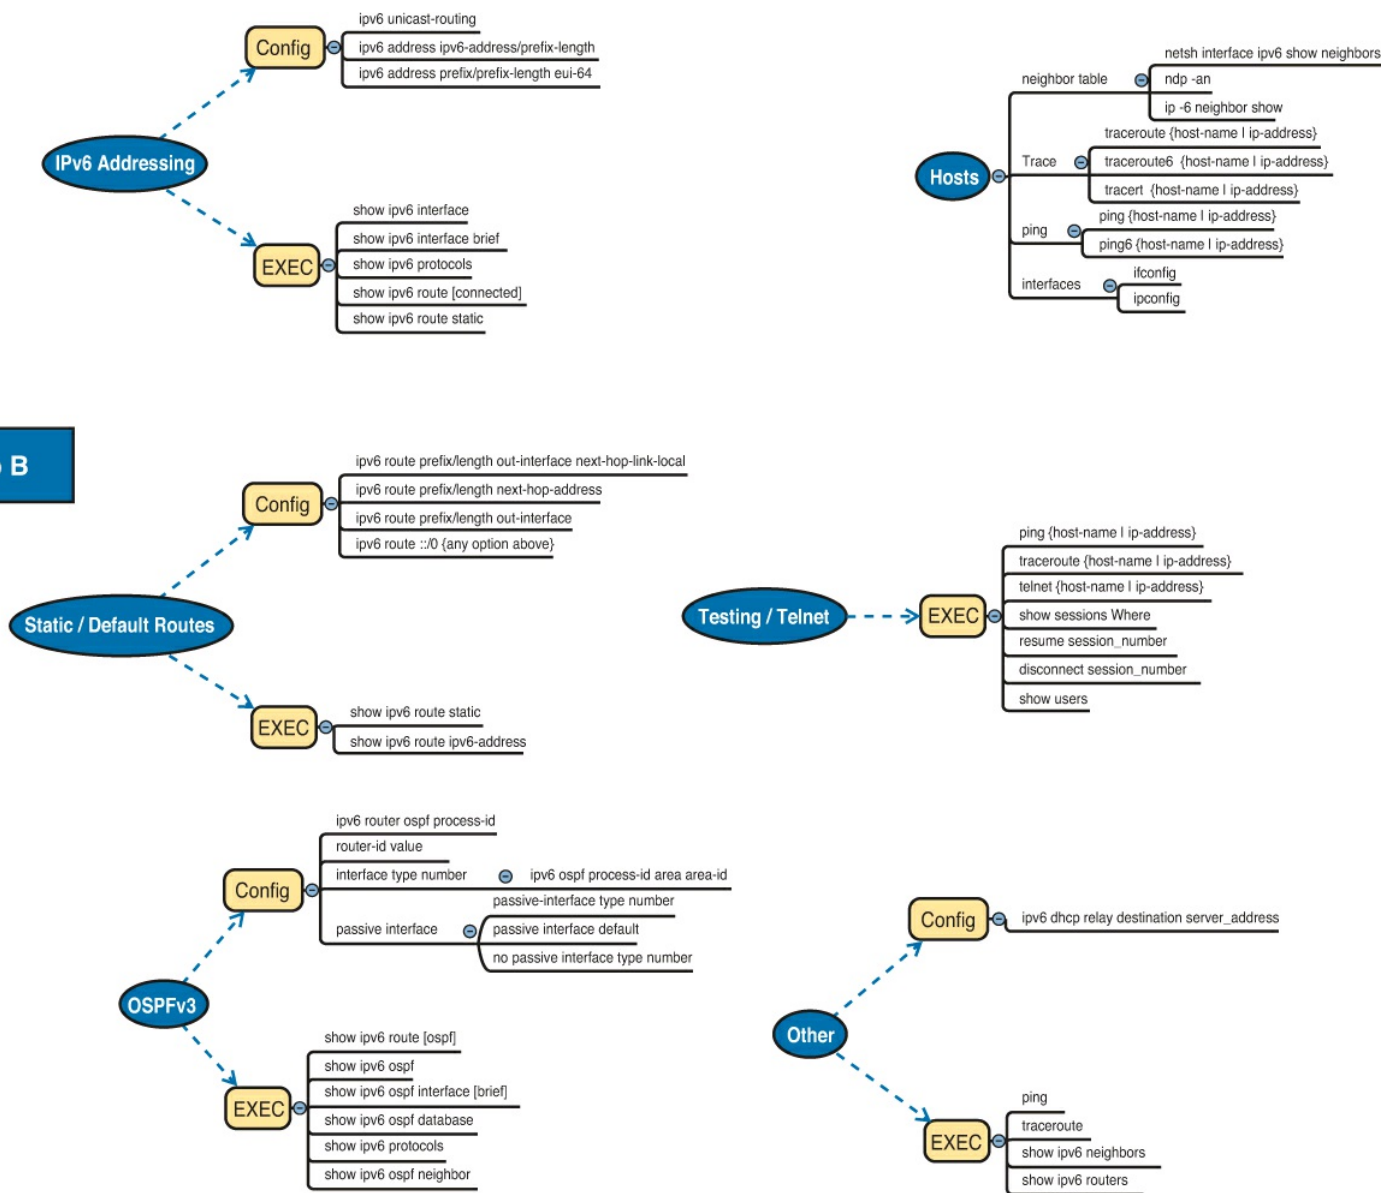 IPv6 Addressing
Config
ipv6 unicast-routing
ipv6 address ipv6-address/prefix-length
ipv6 address prefix/prefix-length eui-64
EXEC
show ipv6 interface
show ipv6 interface brief
show ipv6 protocols
show ipv6 route [connected]
show ipv6 route static
Hosts
neighbor table
netsh interface ipv6 show neighbors
ndp -an
ip -6 neighbor show
Trace
traceroute {host-name | ip-address}
traceroute6 {host-name | ip-address}
tracert {host-name | ip-address}
ping
ping {host-name | ip-address}
ping6 {host-name | ip-address}
interfaces
ifconfig
ipconfig
B
Static / Default Routes
Config
ipv6 route prefix/length out-interface next-hop-link-local
ipv6 route prefix/length next-hop-address
ipv6 route prefix/length out-interface
ipv6 route ::/0 {any option above}
EXEC
show ipv6 route static
show ipv6 route ipv6-address
Testing / Telnet
EXEC
ping {host-name | ip-address}
traceroute {host-name | ip-address}
telnet {host-name | ip-address}
show sessions Where
resume session_number
disconnect session_number
show users
OSPFv3
Config
ipv6 router ospf process-id
router-id value
interface type number
ipv6 ospf process-id area area-id
passive interface
passive-interface type number
passive interface default
no passive interface type number
EXEC
show ipv6 route [ospf]
show ipv6 ospf
show ipv6 ospf interface [brief]
show ipv6 ospf database
show ipv6 protocols
show ipv6 ospf neighbor
Other
Config
ipv6 dhcp relay destination server_address
EXEC
ping
traceroute
show ipv6 neighbors
show ipv6 routers